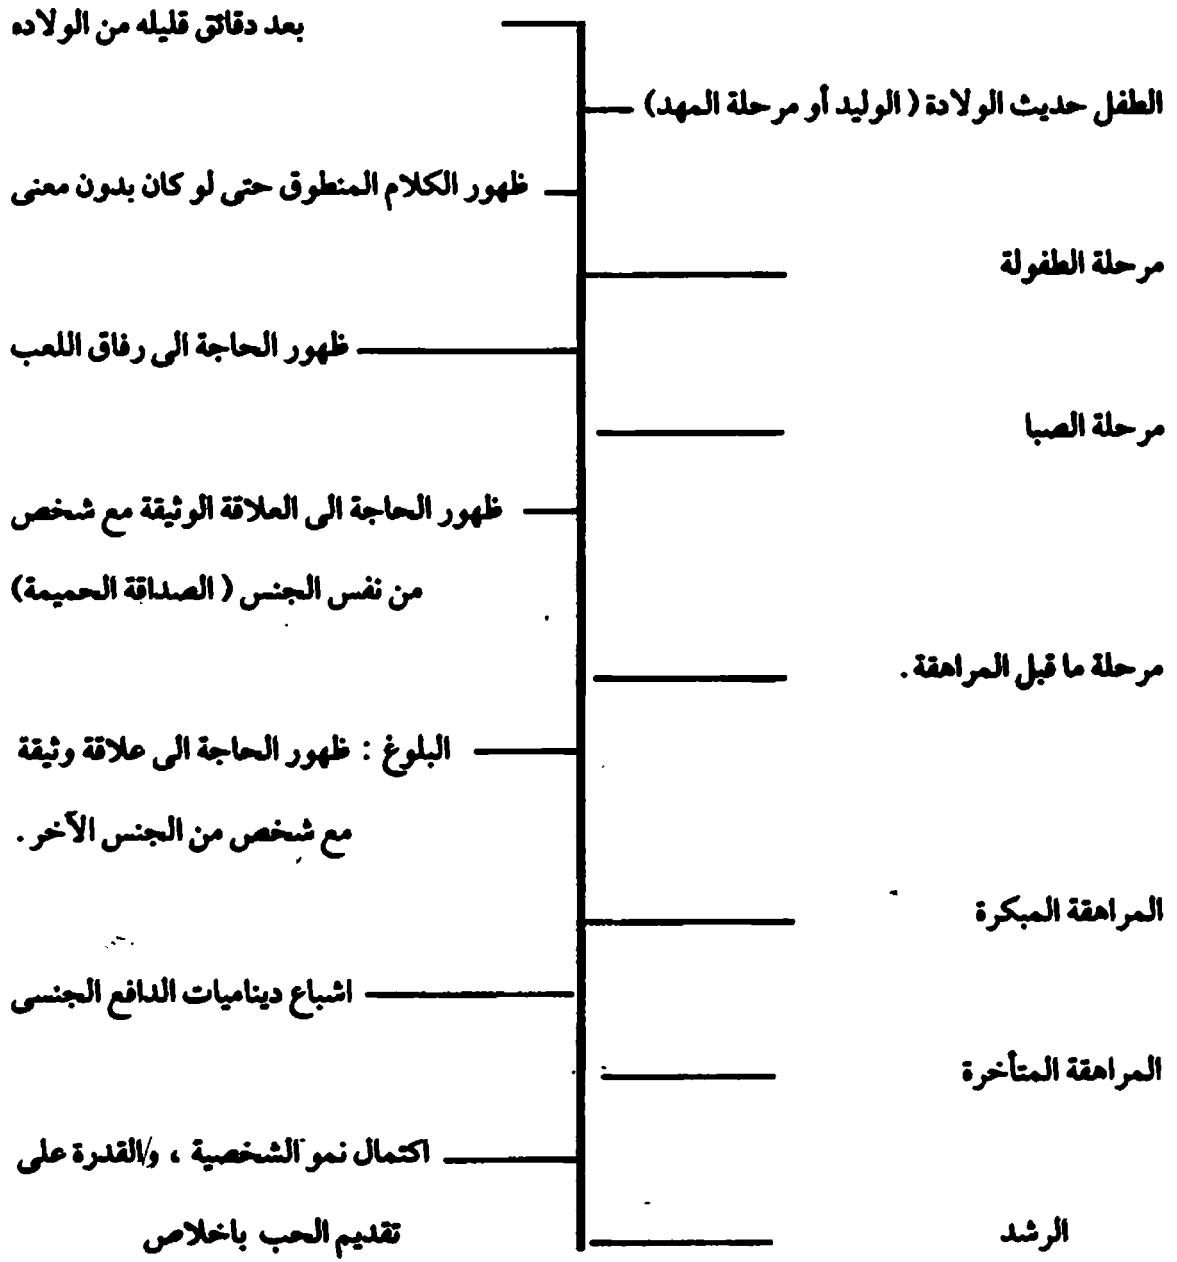 بعد دقائق قليله من الولاده
الطفل حديث الولادة ( الوليد أو مرحلة المهد)
ظهور الكلام المنطوق حتى لو كان بدون معنى
مرحلة الطفولة
ظهور الحاجة الى رفاق اللعب
مرحلة الصبا
ظهور الحاجة الى العلاقة الوثيقة مع شخص
من نفس الجنس ( الصداقة الحميمة)
مرحلة ما قبل المراهقة .
البلوغ : ظهور الحاجة الى علاقة وثيقة
مع شخص من الجنس الآخر .
المراهقة المبكرة
اشباع ديناميات الدافع الجنسى
المراهقة المتأخرة
اكتمال نمو الشخصية ، والقدرة على
تقديم الحب باخلاص
الرشد